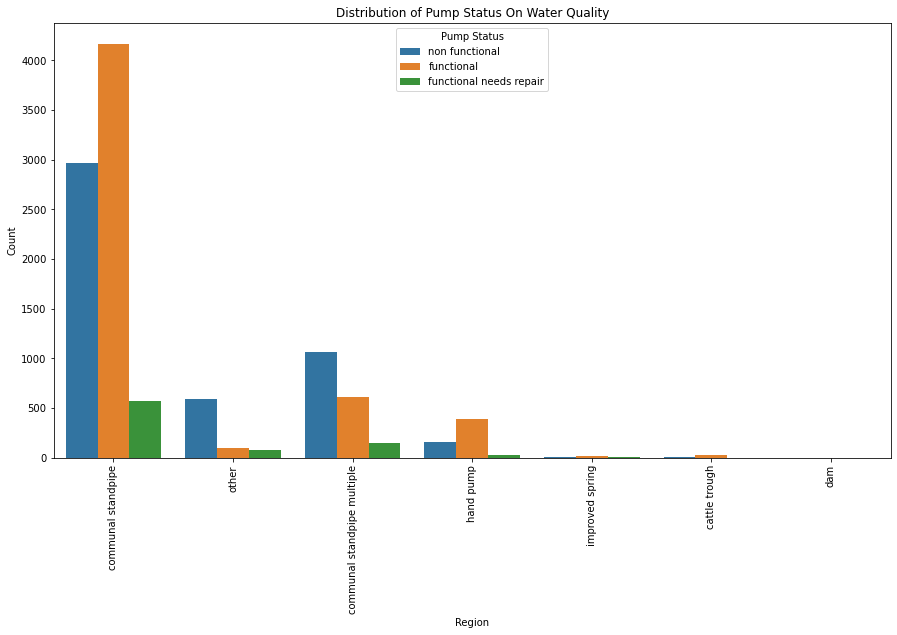 Distribution of Pump Status On Water Quality
Pump Status
non functional
functional
functional needs repair
Count
4000
3500
3000
2500
2000
1500
1000
500
0
communal standpipe
other
communal standpipe multiple
hand pump
improved spring
cattle trough
dam
Region